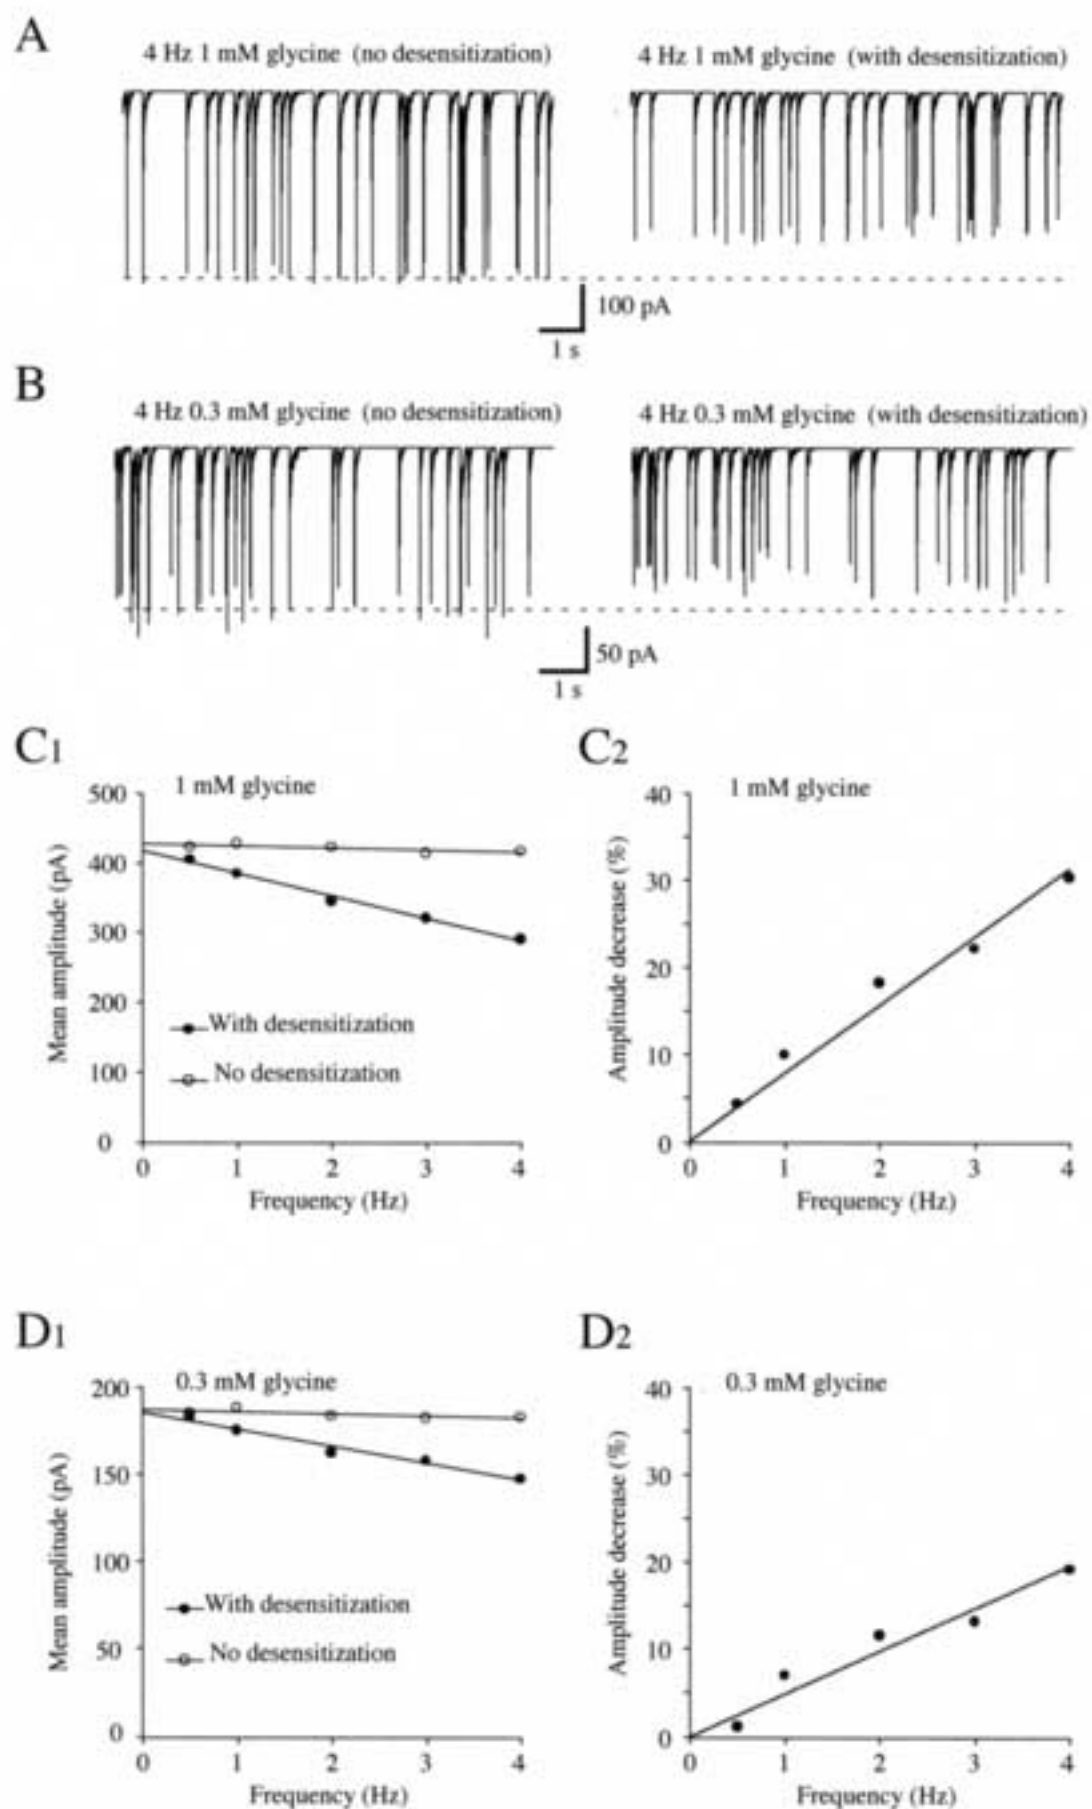 A
4 Hz 1 mM glycine (no desensitization)
4 Hz 1 mM glycine (with desensitization)
100 pA
1 s
B
4 Hz 0.3 mM glycine (no desensitization)
4 Hz 0.3 mM glycine (with desensitization)
50 pA
1 s
C1
1 mM glycine
500
400
300
200
100
0
Mean amplitude (pA)
With desensitization
No desensitization
0 1 2 3 4
Frequency (Hz)
C2
1 mM glycine
40
30
20
10
0
Amplitude decrease (%)
0 1 2 3 4
Frequency (Hz)
D1
0.3 mM glycine
200
150
100
50
0
Mean amplitude (pA)
With desensitization
No desensitization
0 1 2 3 4
Frequency (Hz)
D2
0.3 mM glycine
40
30
20
10
0
Amplitude decrease (%)
0 1 2 3 4
Frequency (Hz)